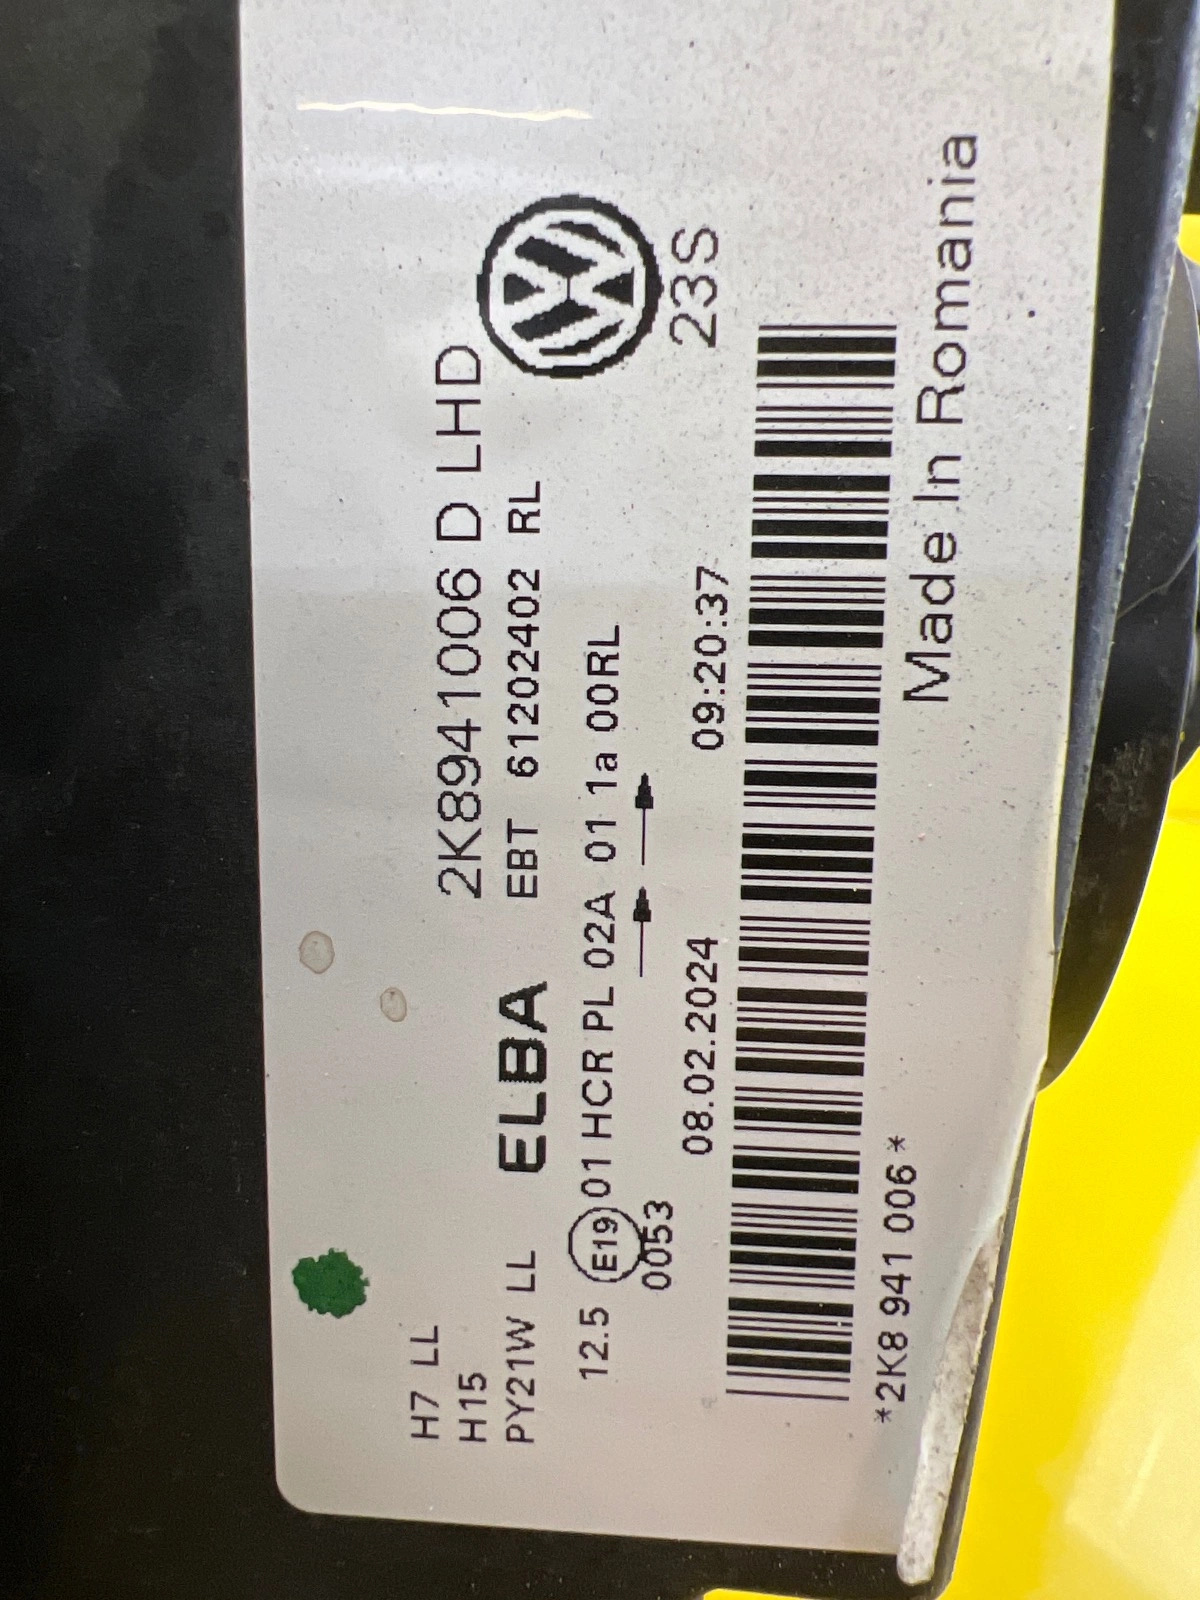 H7 LL
2K8941006 D LHD
H15
PY21W LL
ELBA
EBT 61202402 RL
12.5 E19 01 HCR PL 02A 01 1a 00RL
0053
23S
08.02.2024 09:20:37
*2K8 941 006*
Made In Romania